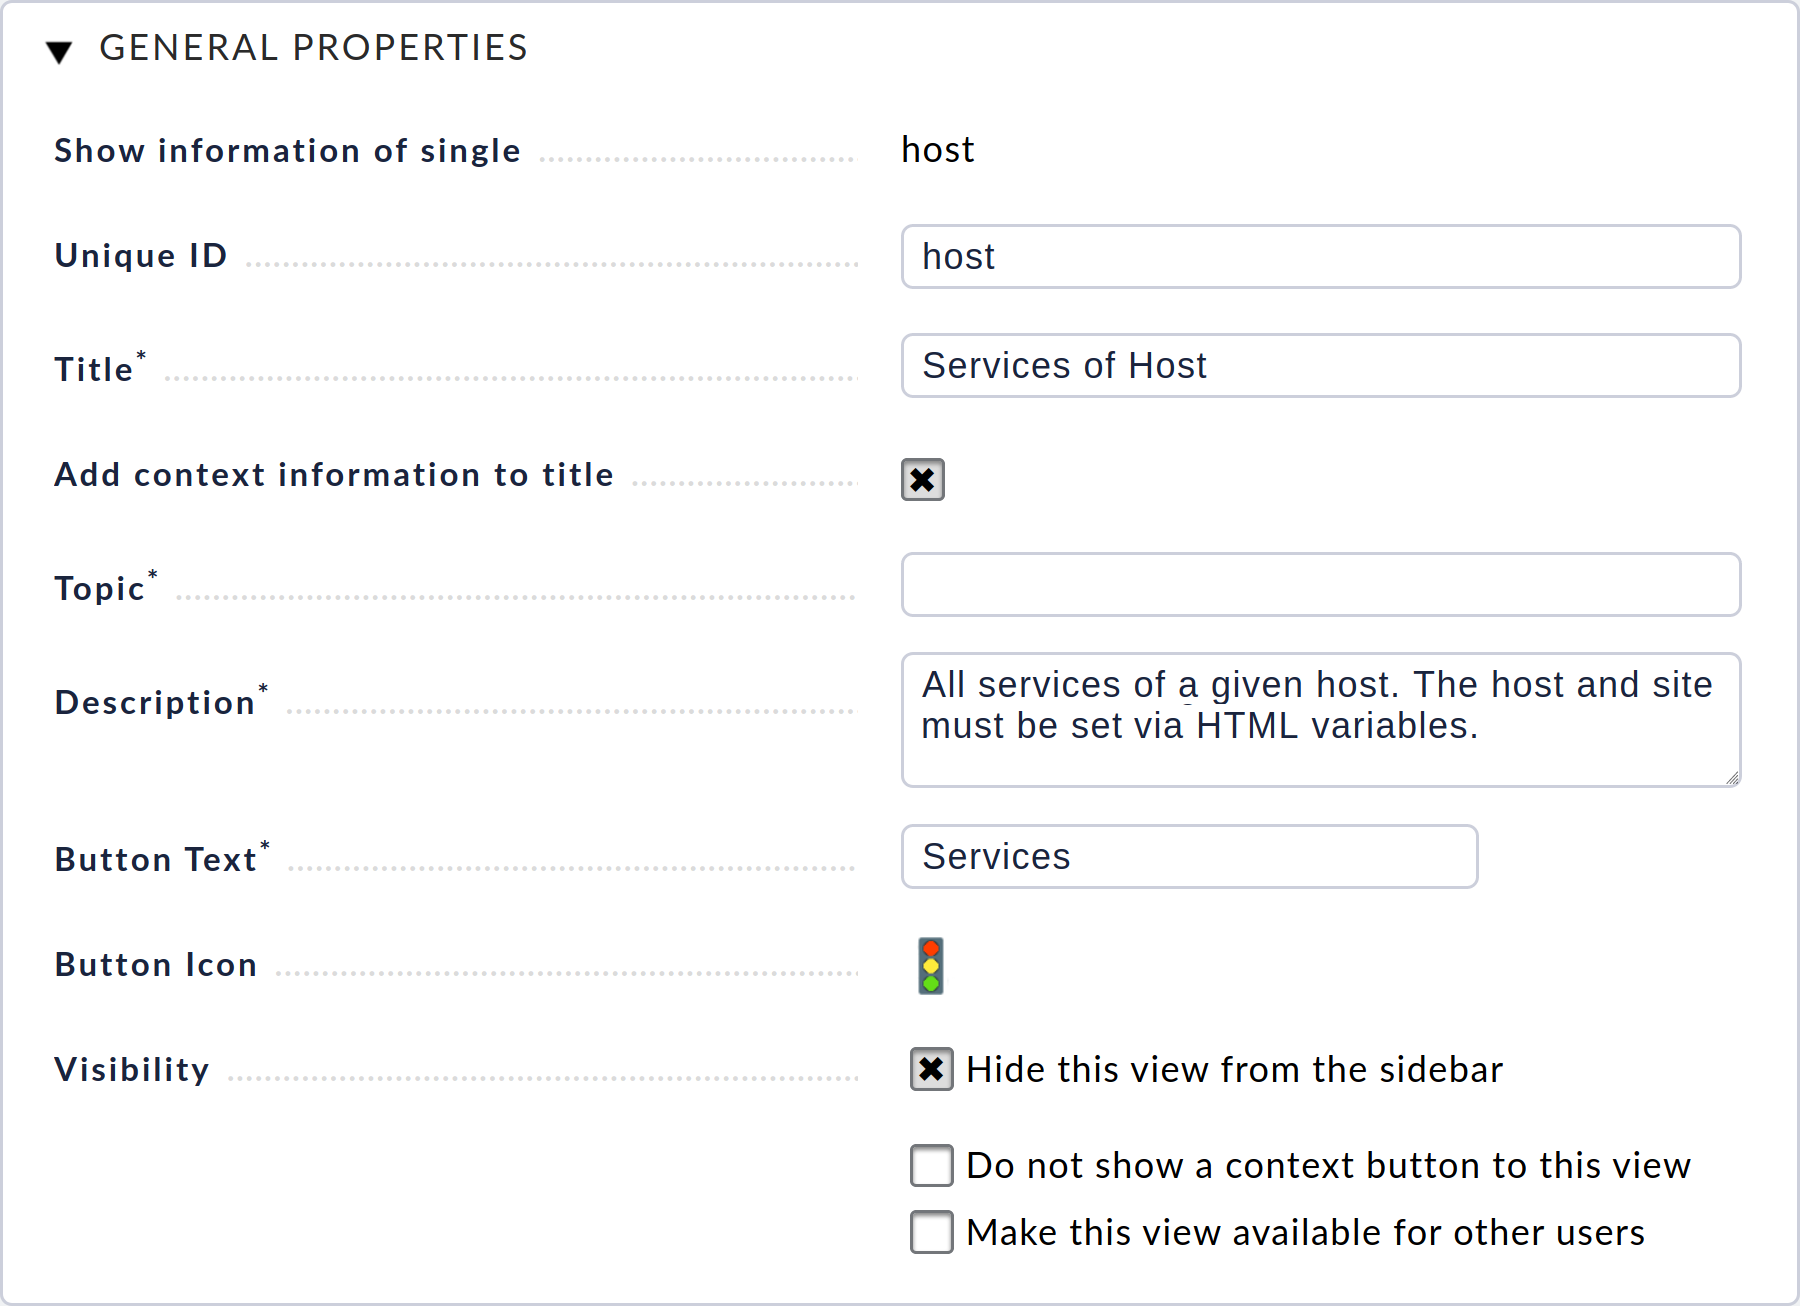 GENERAL PROPERTIES
Show information of single host
Unique ID host
Title* Services of Host
Add context information to title
Topic*
Description* All services of a given host. The host and site
must be set via HTML variables.
Button Text* Services
Button Icon
Visibility Hide this view from the sidebar
Do not show a context button to this view
Make this view available for other users